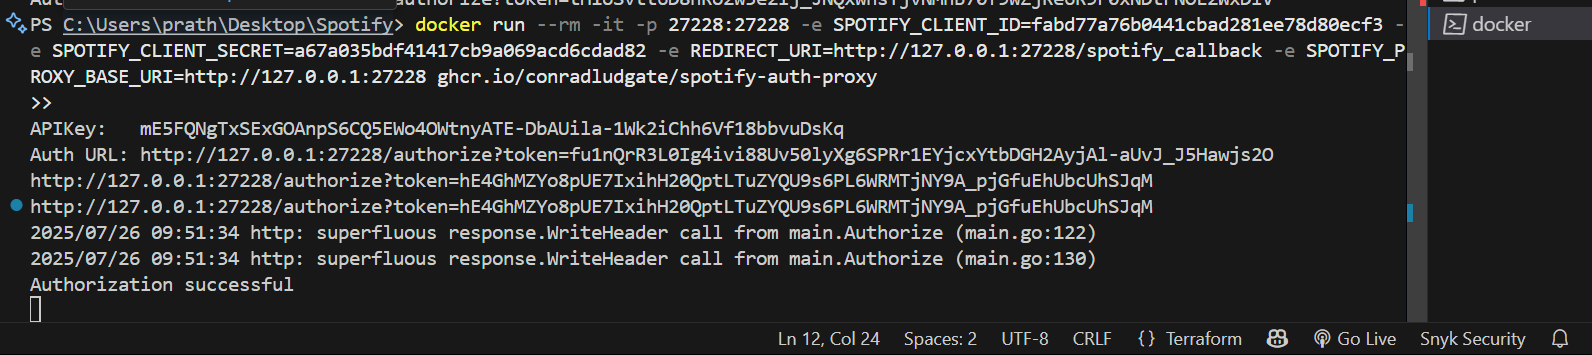 PS C:\Users\prath\Desktop\Spotify> docker run --rm -it -p 27228:27228 -e SPOTIFY_CLIENT_ID=fabd77a76b0441cbad281ee78d80ecf3 -
e SPOTIFY_CLIENT_SECRET=a67a035bdf41417cb9a069acd6cdad82 -e REDIRECT_URI=http://127.0.0.1:27228/spotify_callback -e SPOTIFY_P
ROXY_BASE_URI=http://127.0.0.1:27228 ghcr.io/conradludgate/spotify-auth-proxy
>>
APIKey:   mE5FQNgTxSExGOAnpS6CQ5EWo4OWtnyATE-DbAUila-1Wk2iChh6Vf18bbvuDsKq
Auth URL: http://127.0.0.1:27228/authorize?token=fu1nQrR3L0Ig4ivi88Uv50lyXg6SPRr1EYjcxYtbDGH2AyjAl-aUvJ_J5Hawjs2O
http://127.0.0.1:27228/authorize?token=hE4GhMZYo8pUE7IxihH20QptLTuZYQU9s6PL6WRMTjNY9A_pjGfuEhUbcUhSJqM
http://127.0.0.1:27228/authorize?token=hE4GhMZYo8pUE7IxihH20QptLTuZYQU9s6PL6WRMTjNY9A_pjGfuEhUbcUhSJqM
2025/07/26 09:51:34 http: superfluous response.WriteHeader call from main.Authorize (main.go:122)
2025/07/26 09:51:34 http: superfluous response.WriteHeader call from main.Authorize (main.go:130)
Authorization successful
docker
Ln 12, Col 24 Spaces: 2 UTF-8 CRLF {} Terraform Go Live Snyk Security